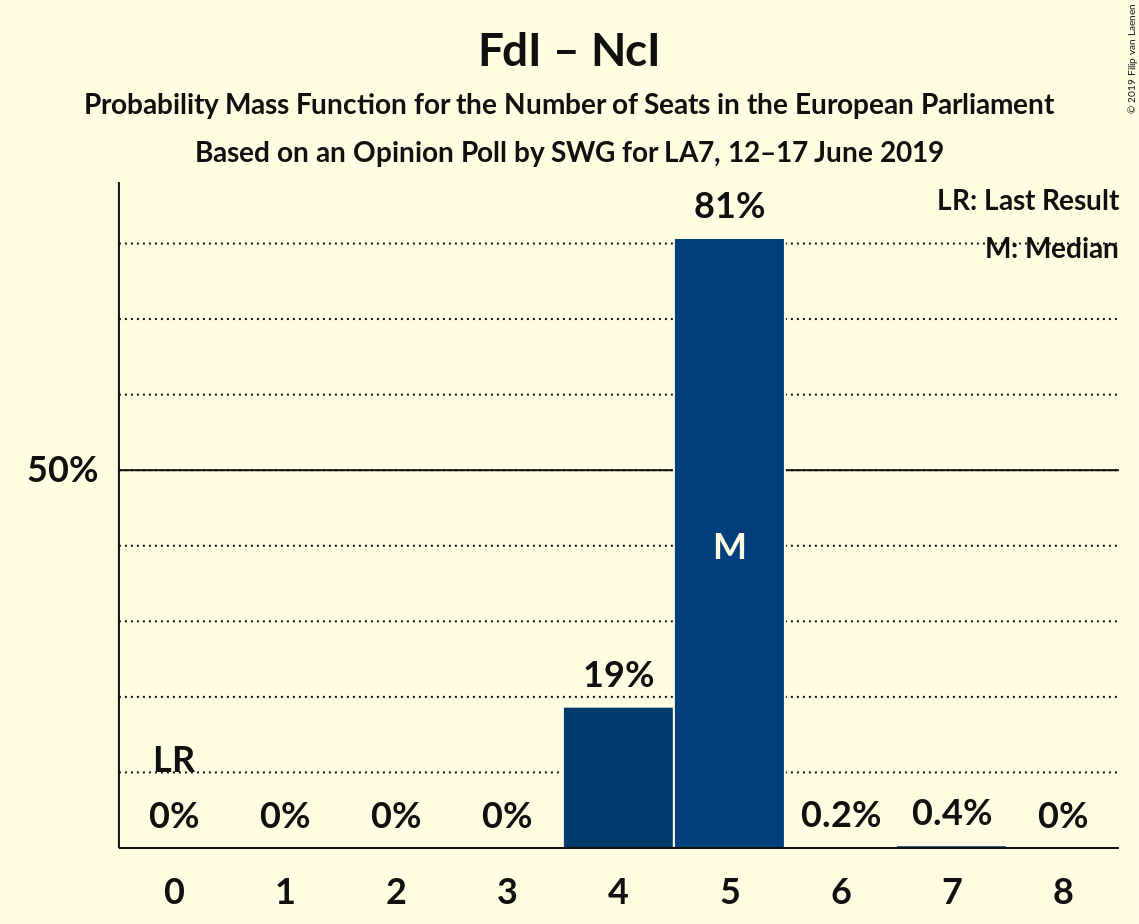 FdI – NcI
Probability Mass Function for the Number of Seats in the European Parliament
Based on an Opinion Poll by SWG for LA7, 12–17 June 2019
© 2019 Filip van Laenen
LR: Last Result
M: Median
81%
50%
M
19%
LR
0% 0% 0% 0% 0.2% 0.4% 0%
0 1 2 3 4 5 6 7 8